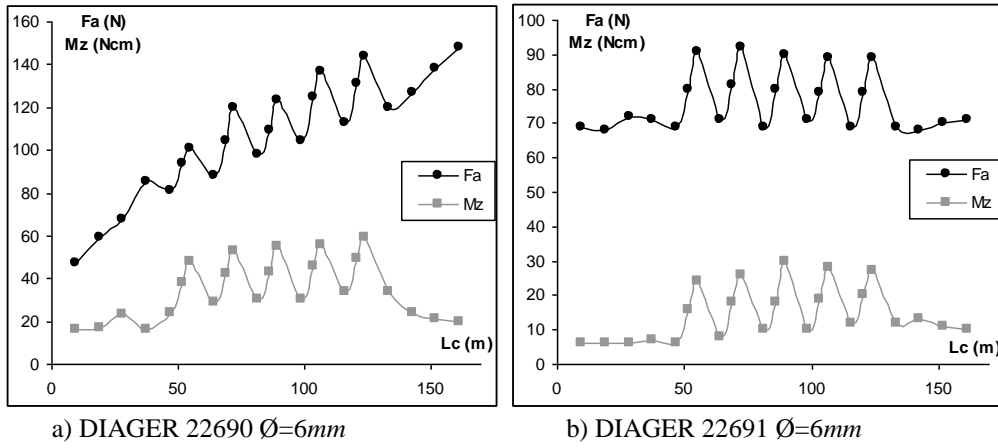 Fa (N)
Mz (Ncm)
160
140
120
100
80
60
40
20
0
0 50 100 150
Lc (m)
Fa
Mz
a) DIAGER 22690 Ø=6mm
Fa (N)
Mz (Ncm)
100
90
80
70
60
50
40
30
20
10
0
0 50 100 150
Lc (m)
Fa
Mz
b) DIAGER 22691 Ø=6mm